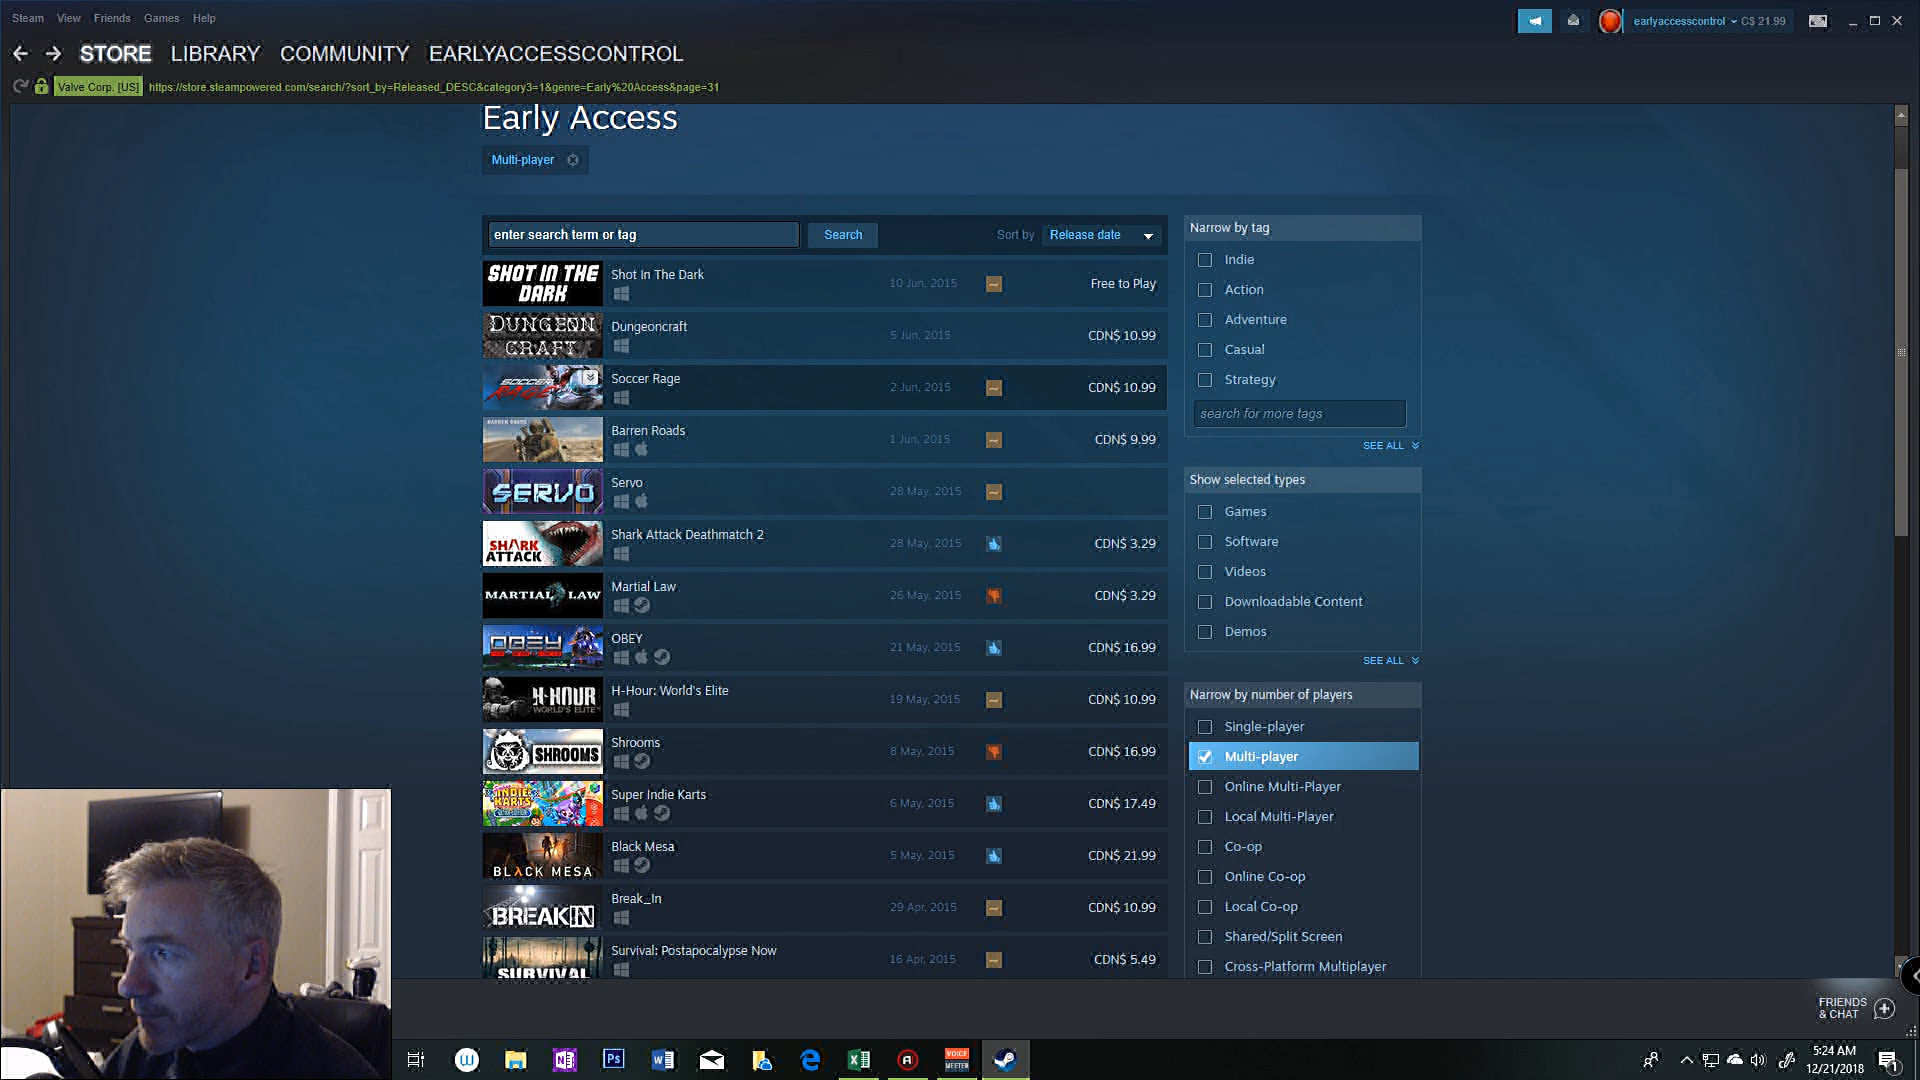 Steam View Friends Games Help
earlyaccesscontrol C$ 21.99
STORE LIBRARY COMMUNITY EARLYACCESSCONTROL
Valve Corp. [US] https://store.steampowered.com/search/?sort_by=Released_DESC&category3=1&genre=Early%20Access&page=31
Early Access
Multi-player
enter search term or tag Search Sort by Release date
SHOT IN THE DARK
Shot In The Dark 10 Jun, 2015 Free to Play
DUNGEON CRAFT
Dungeoncraft 5 Jun, 2015 CDN$ 10.99
SOCCER RAGE
Soccer Rage 2 Jun, 2015 CDN$ 10.99
BARREN ROADS
Barren Roads 1 Jun, 2015 CDN$ 9.99
SERVO
Servo 28 May, 2015
SHARK ATTACK
Shark Attack Deathmatch 2 28 May, 2015 CDN$ 3.29
MARTIAL LAW
Martial Law 26 May, 2015 CDN$ 3.29
OBEY
OBEY 21 May, 2015 CDN$ 16.99
H-HOUR WORLD'S ELITE
H-Hour: World's Elite 19 May, 2015 CDN$ 10.99
SHROOMS
Shrooms 8 May, 2015 CDN$ 16.99
INDIE KARTS
Super Indie Karts 6 May, 2015 CDN$ 17.49
BLACK MESA
Black Mesa 5 May, 2015 CDN$ 21.99
BREAK IN
Break_In 29 Apr, 2015 CDN$ 10.99
SURVIVAL
Survival: Postapocalypse Now 16 Apr, 2015 CDN$ 5.49
Narrow by tag
Indie
Action
Adventure
Casual
Strategy
search for more tags
SEE ALL
Show selected types
Games
Software
Videos
Downloadable Content
Demos
SEE ALL
Narrow by number of players
Single-player
Multi-player
Online Multi-Player
Local Multi-Player
Co-op
Online Co-op
Local Co-op
Shared/Split Screen
Cross-Platform Multiplayer
FRIENDS
& CHAT
Ps
VOICE
MEETER
5:24 AM
12/21/2018
1